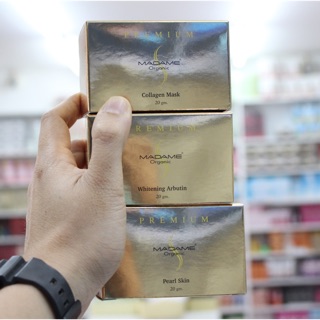 PREMIUM
MADAME
Organic
Collagen Mask
20 gm.
PREMIUM
MADAME
Organic
Whitening Arbutin
20 gm.
PREMIUM
MADAME
Organic
Pearl Skin
20 gm.